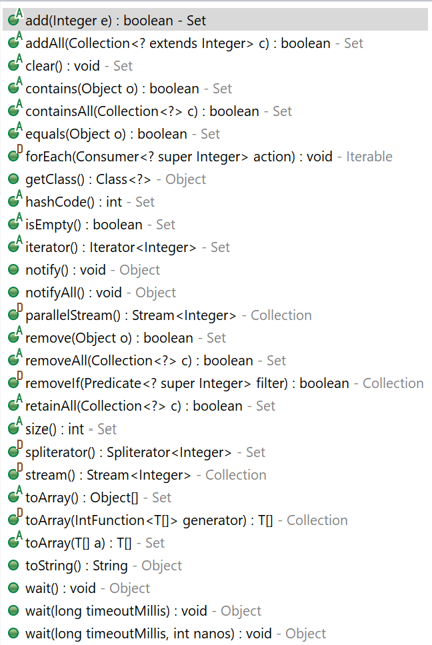 A add(Integer e) : boolean - Set
A addAll(Collection<? extends Integer> c) : boolean - Set
A clear() : void - Set
A contains(Object o) : boolean - Set
A containsAll(Collection<?> c) : boolean - Set
A equals(Object o) : boolean - Set
D forEach(Consumer<? super Integer> action) : void - Iterable
getClass() : Class<?> - Object
A hashCode() : int - Set
A isEmpty() : boolean - Set
A iterator() : Iterator<Integer> - Set
notify() : void - Object
notifyAll() : void - Object
D parallelStream() : Stream<Integer> - Collection
A remove(Object o) : boolean - Set
A removeAll(Collection<?> c) : boolean - Set
D removeIf(Predicate<? super Integer> filter) : boolean - Collection
A retainAll(Collection<?> c) : boolean - Set
A size() : int - Set
D spliterator() : Spliterator<Integer> - Set
D stream() : Stream<Integer> - Collection
A toArray() : Object[] - Set
D toArray(IntFunction<T[]> generator) : T[] - Collection
A toArray(T[] a) : T[] - Set
toString() : String - Object
wait() : void - Object
wait(long timeoutMillis) : void - Object
wait(long timeoutMillis, int nanos) : void - Object